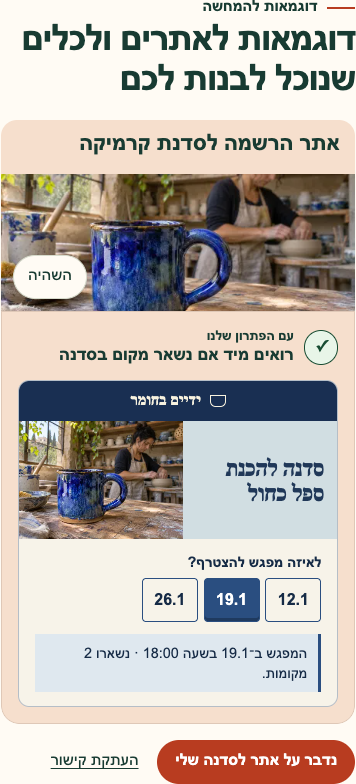 דוגמאות להמחשה
דוגמאות לאתרים ולכלים
שנוכל לבנות לכם
אתר הרשמה לסדנת קרמיקה
השהיה
עם הפתרון שלנו
רואים מיד אם נשאר מקום בסדנה
ידיים בחומר
סדנה להכנת
ספל כחול
לאיזה מפגש להצטרף?
12.1
19.1
26.1
המפגש ב־19.1 בשעה 18:00 · נשארו 2
מקומות.
נדבר על אתר לסדנה שלי
העתקת קישור